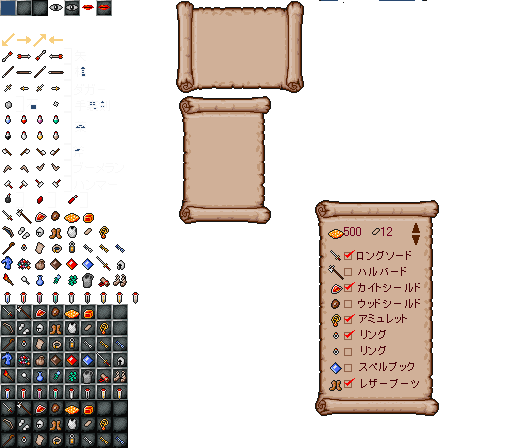 500 12
ロングソード
ハルバード
カイトシールド
ウッドシールド
アミュレット
リング
リング
スペルブック
レザーブーツ